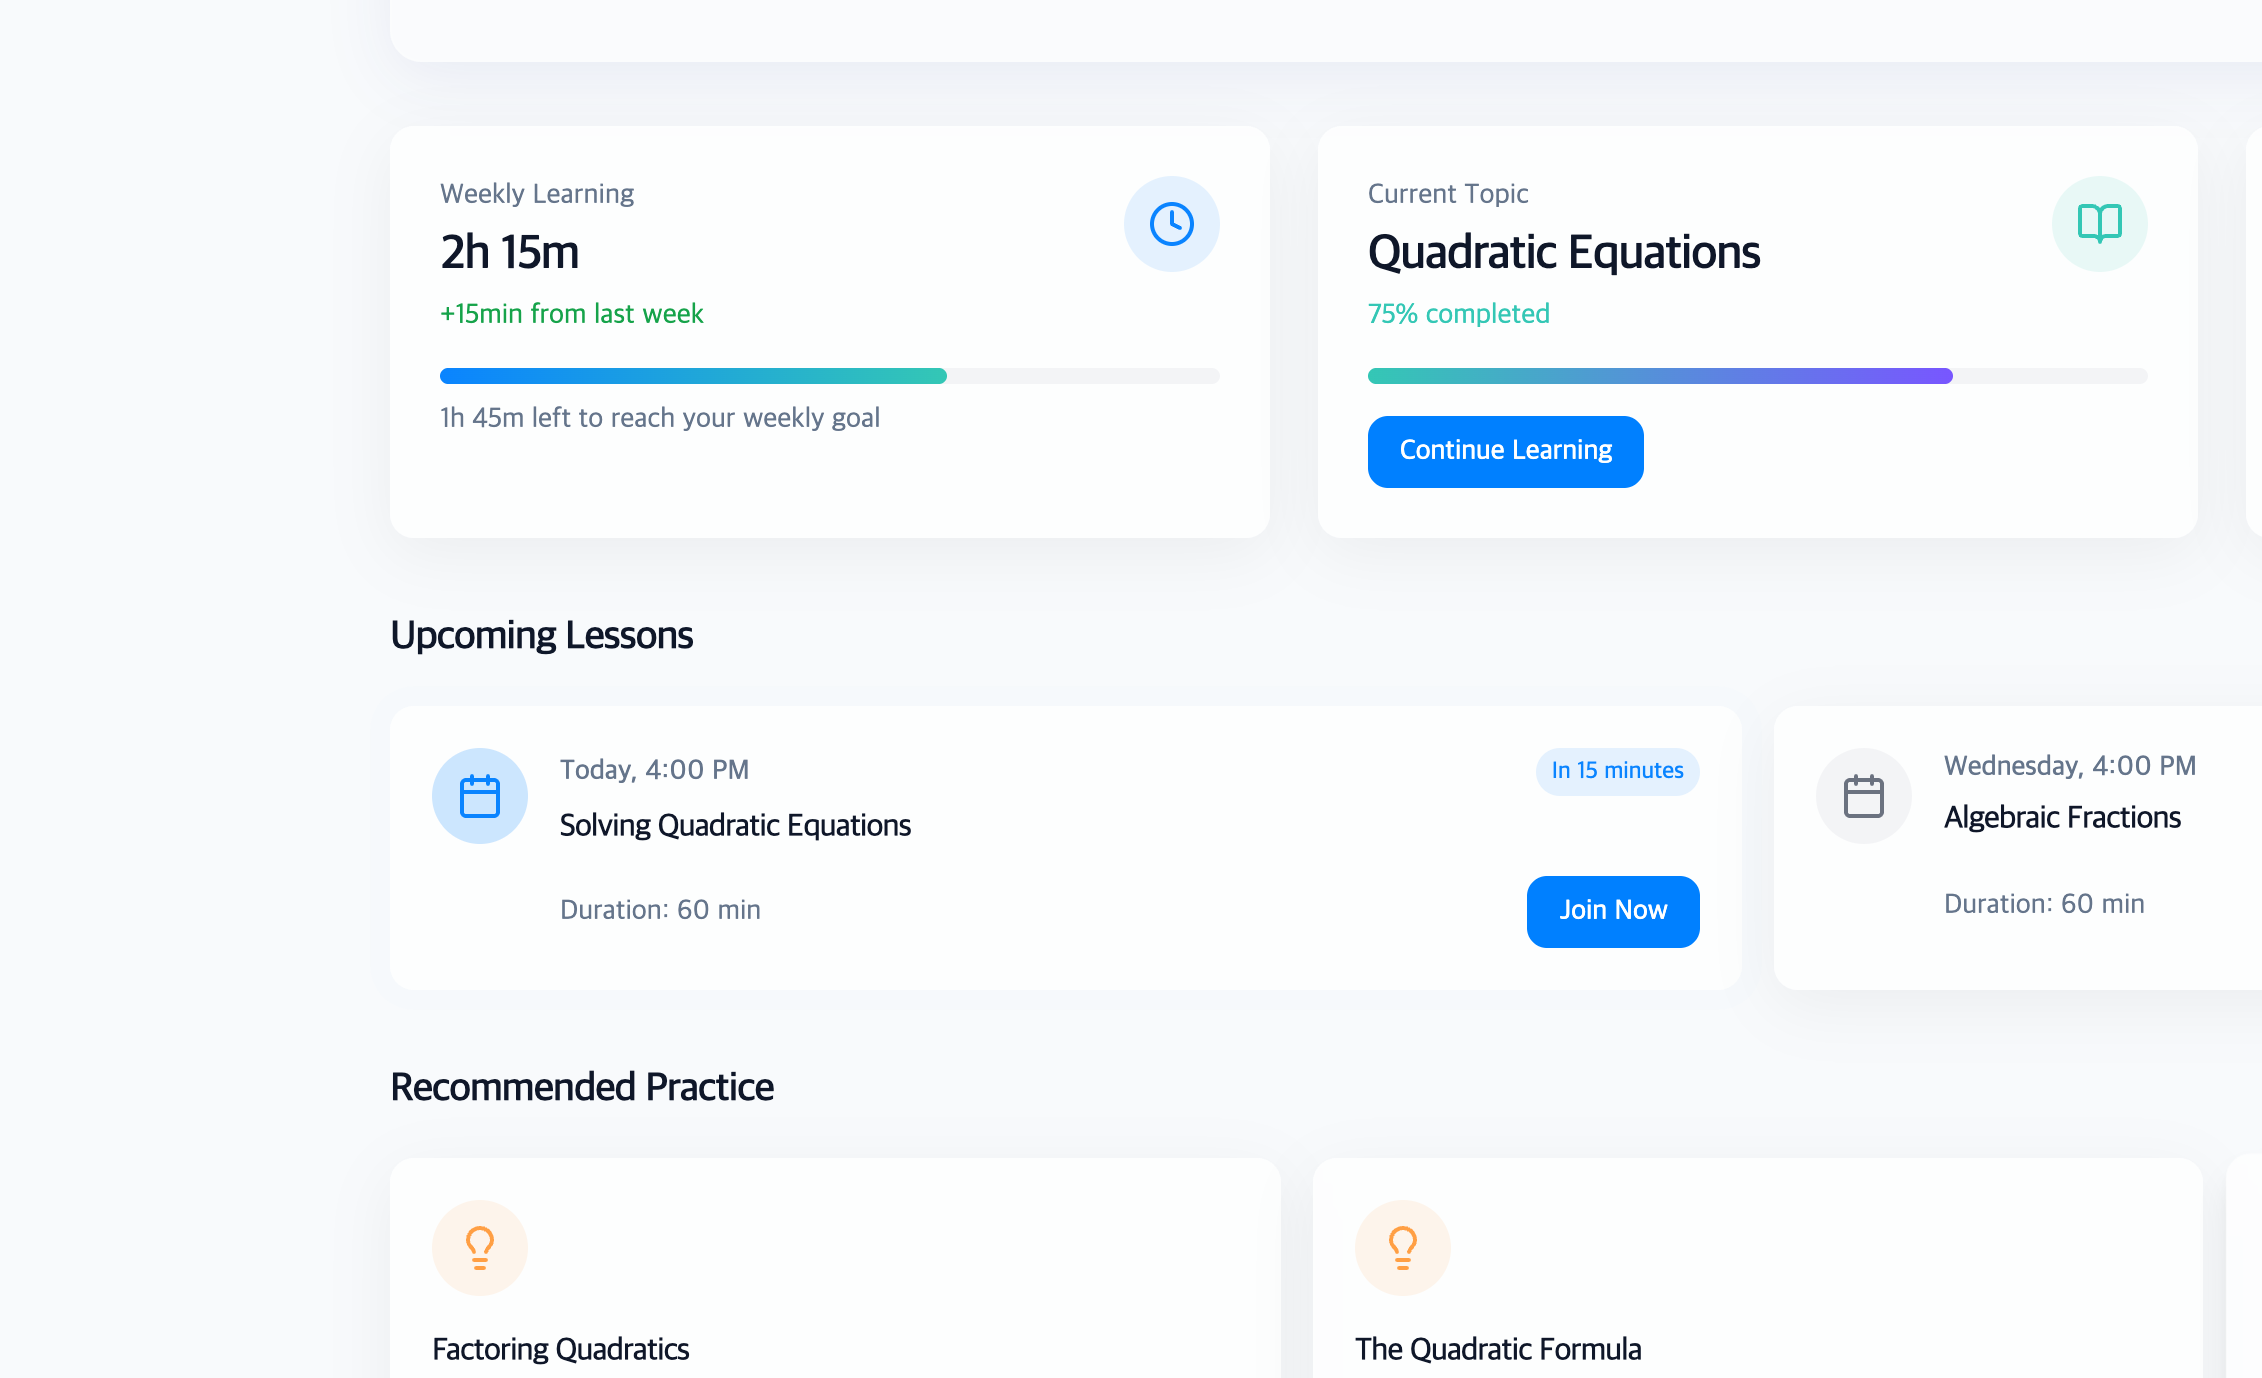 Weekly Learning
2h 15m
+15min from last week
1h 45m left to reach your weekly goal
Current Topic
Quadratic Equations
75% completed
Continue Learning
Upcoming Lessons
Today, 4:00 PM
In 15 minutes
Solving Quadratic Equations
Duration: 60 min
Join Now
Wednesday, 4:00 PM
Algebraic Fractions
Duration: 60 min
Recommended Practice
Factoring Quadratics
The Quadratic Formula